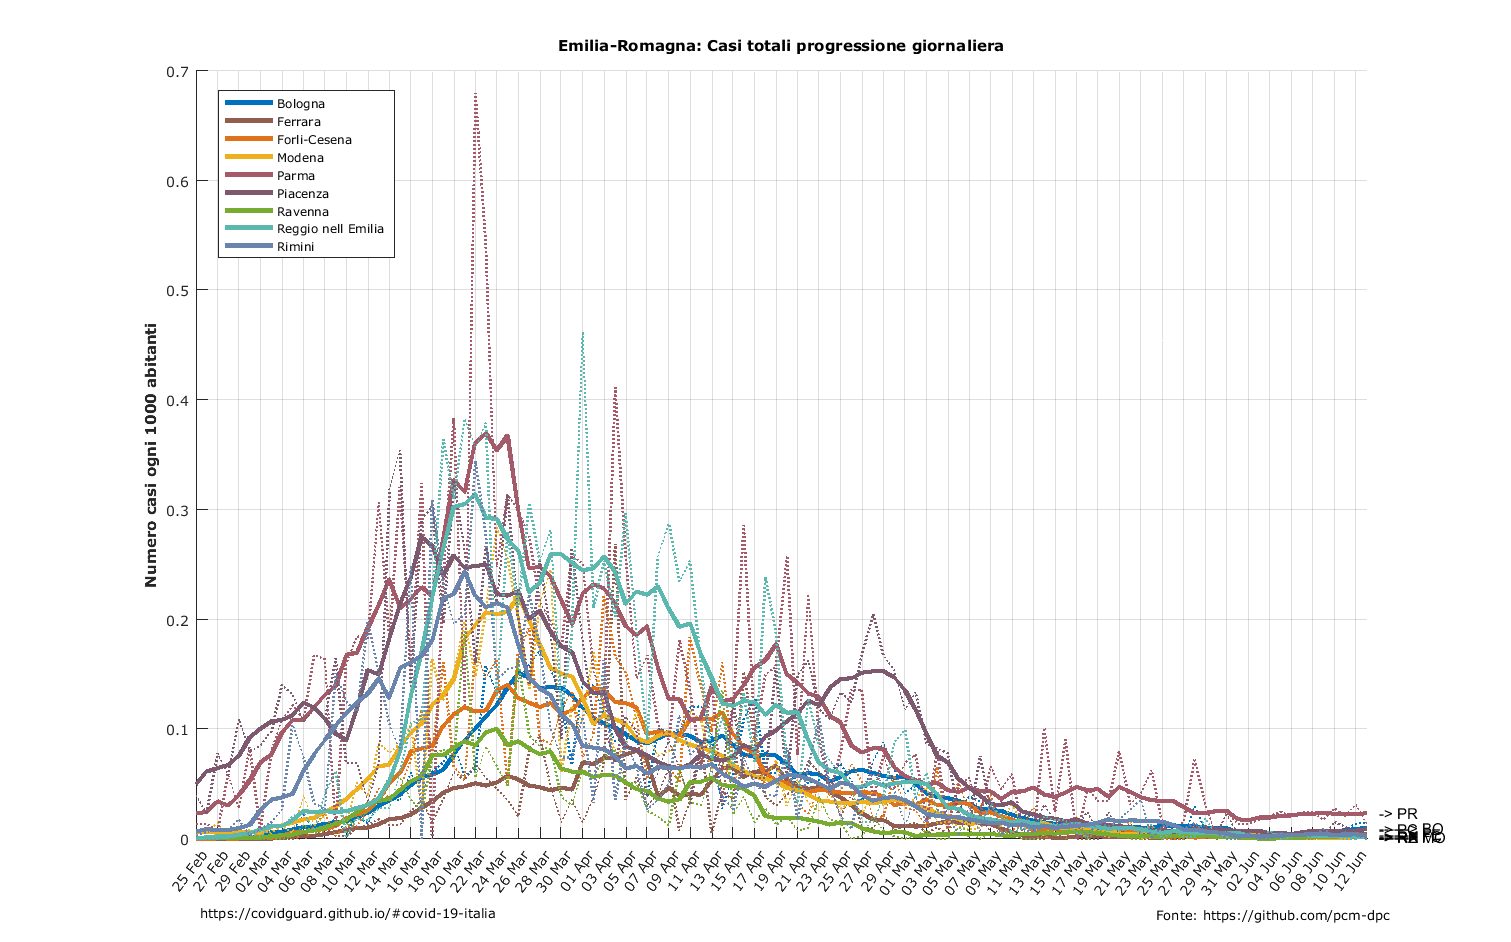 Emilia-Romagna: Casi totali progressione giornaliera
0.7
0.6
0.5
0.4
0.3
0.2
0.1
0
Numero casi ogni 1000 abitanti
Bologna
Ferrara
Forlì-Cesena
Modena
Parma
Piacenza
Ravenna
Reggio nell Emilia
Rimini
-> PR
25 Feb
27 Feb
29 Feb
02 Mar
04 Mar
06 Mar
08 Mar
10 Mar
12 Mar
14 Mar
16 Mar
18 Mar
20 Mar
22 Mar
24 Mar
26 Mar
28 Mar
30 Mar
01 Apr
03 Apr
05 Apr
07 Apr
09 Apr
11 Apr
13 Apr
15 Apr
17 Apr
19 Apr
21 Apr
23 Apr
25 Apr
27 Apr
29 Apr
01 May
03 May
05 May
07 May
09 May
11 May
13 May
15 May
17 May
19 May
21 May
23 May
25 May
27 May
29 May
31 May
02 Jun
04 Jun
06 Jun
08 Jun
10 Jun
12 Jun
https://covidguard.github.io/#covid-19-italia
Fonte: https://github.com/pcm-dpc